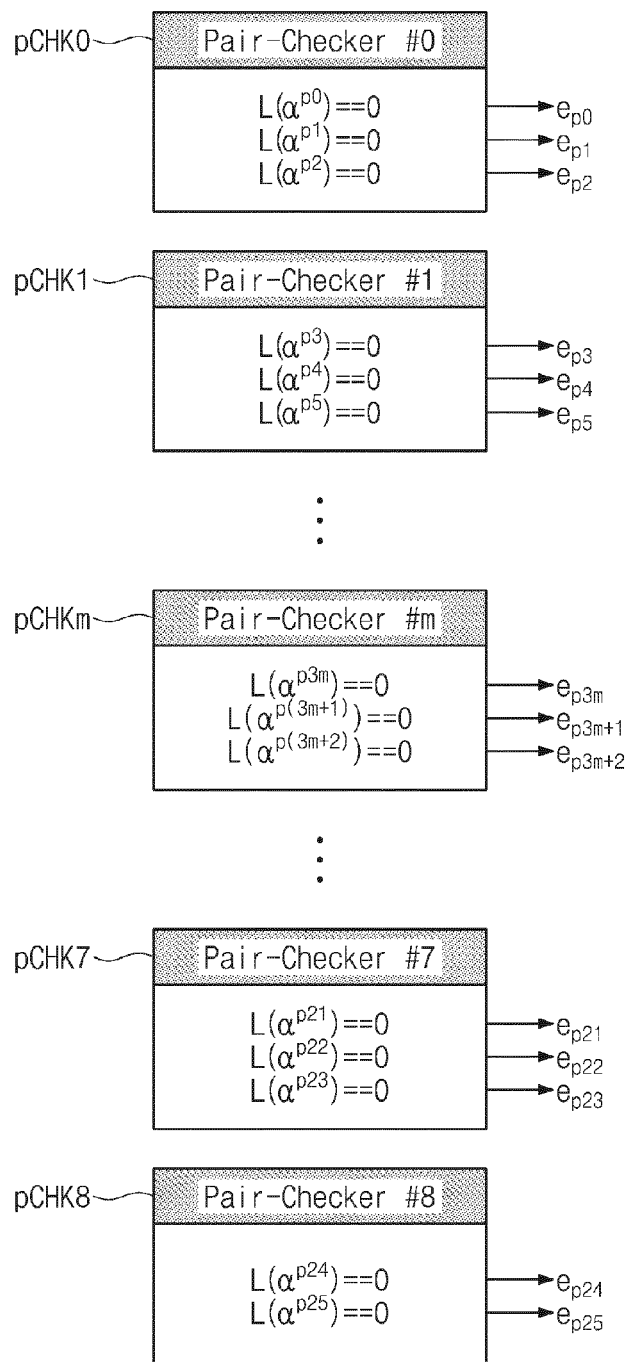 pCHK0 Pair-Checker #0
L(α^p0)==0 e_p0
L(α^p1)==0 e_p1
L(α^p2)==0 e_p2
pCHK1 Pair-Checker #1
L(α^p3)==0 e_p3
L(α^p4)==0 e_p4
L(α^p5)==0 e_p5
pCHKm Pair-Checker #m
L(α^p3m)==0 e_p3m
L(α^p(3m+1))==0 e_p3m+1
L(α^p(3m+2))==0 e_p3m+2
pCHK7 Pair-Checker #7
L(α^p21)==0 e_p21
L(α^p22)==0 e_p22
L(α^p23)==0 e_p23
pCHK8 Pair-Checker #8
L(α^p24)==0 e_p24
L(α^p25)==0 e_p25